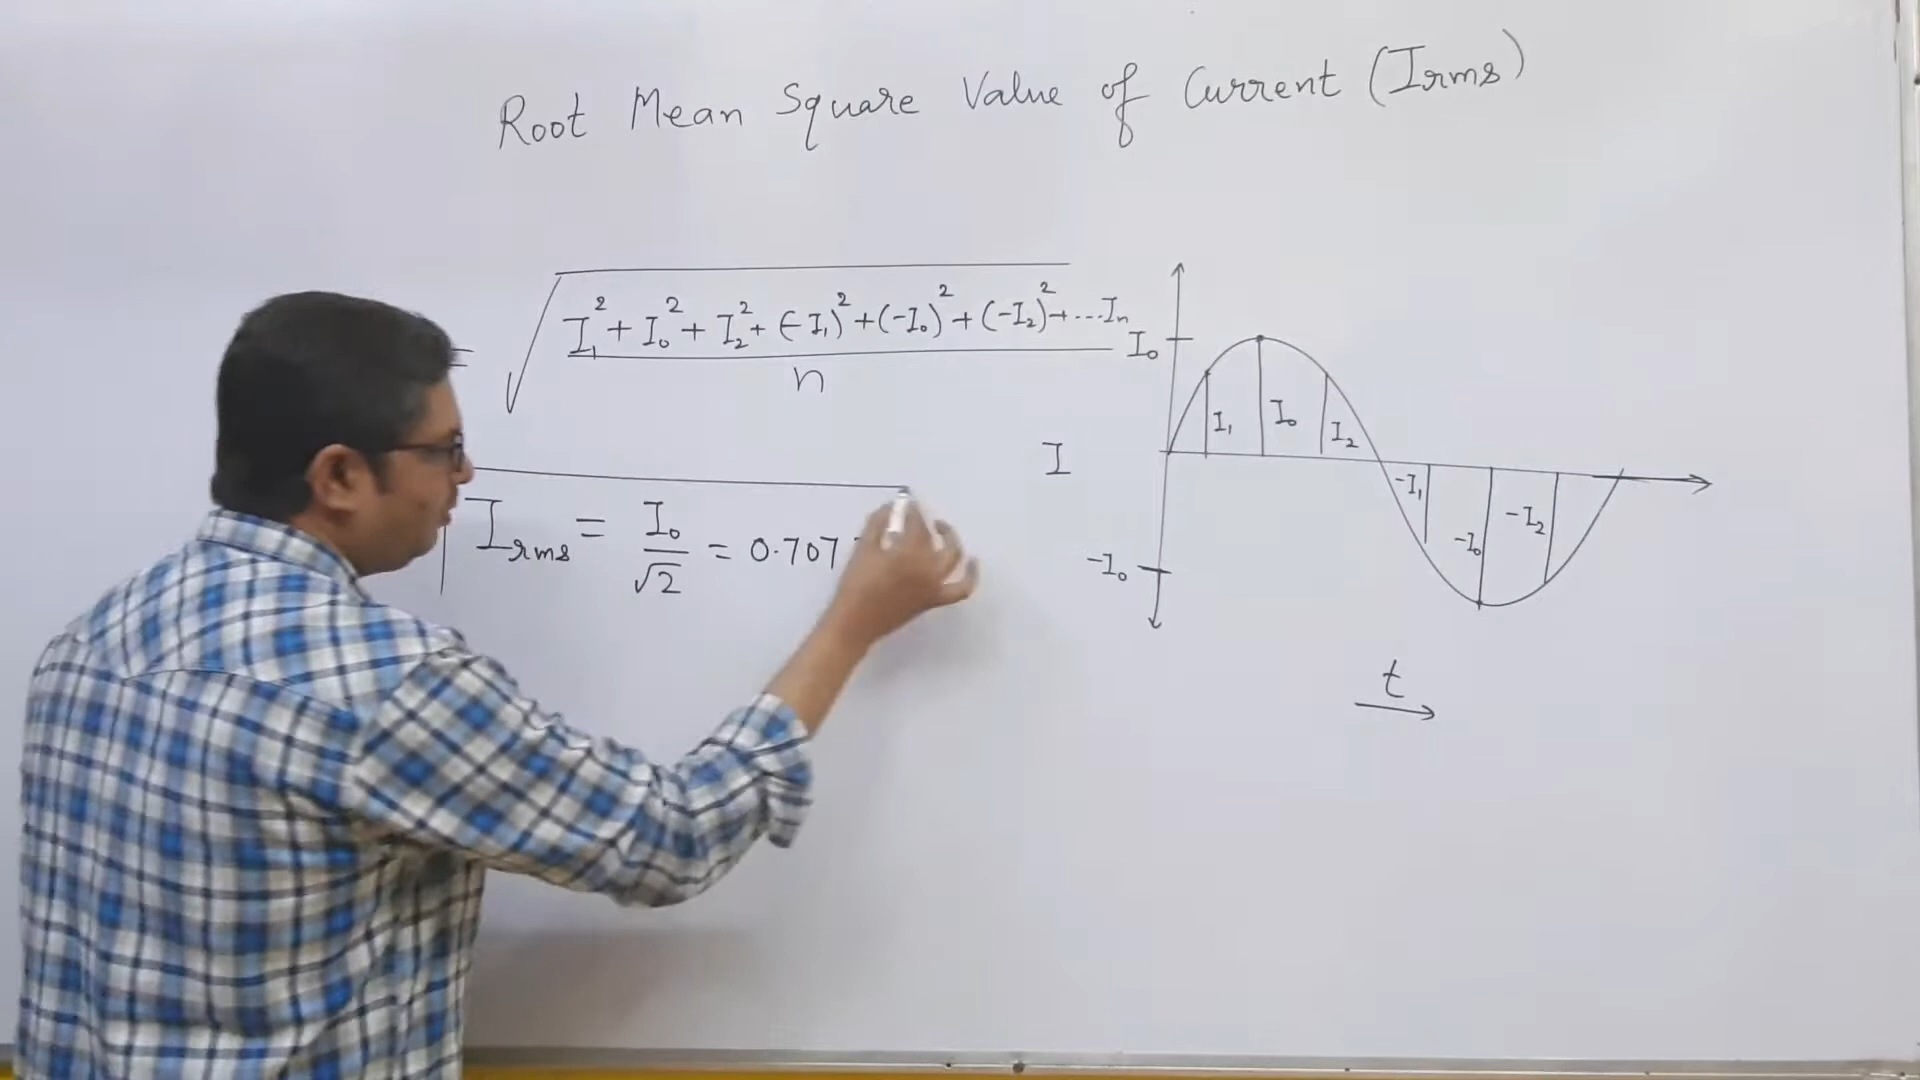 Root Mean Square Value of Current (Irms)
= √ I₁² + I₀² + I₂² + (-I₁)² + (-I₀)² + (-I₂)² + ... Iₙ
n
Irms = I₀ / √2 = 0.707
I₀
I₁ I₀ I₂
I
-I₁ -I₀ -I₂
-I₀
t